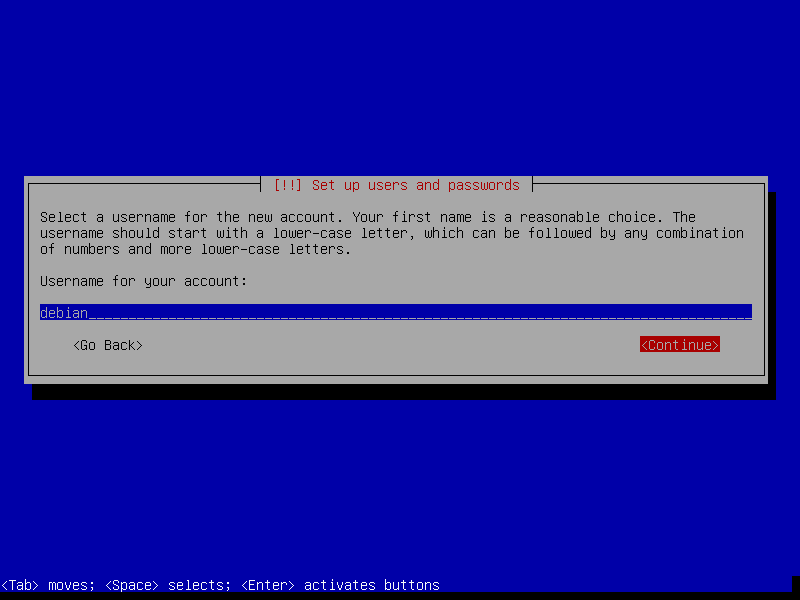 [!!] Set up users and passwords
Select a username for the new account. Your first name is a reasonable choice. The
username should start with a lower-case letter, which can be followed by any combination
of numbers and more lower-case letters.
Username for your account:
debian
<Go Back> <Continue>
<Tab> moves; <Space> selects; <Enter> activates buttons